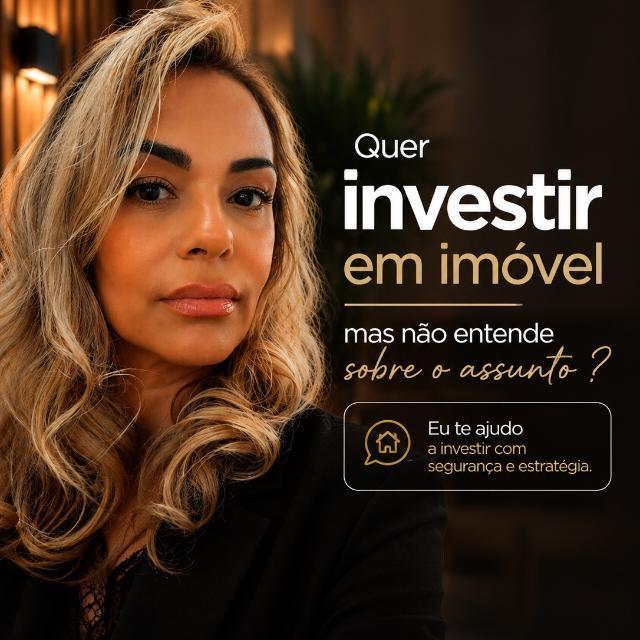 Quer
investir
em imóvel
mas não entende
sobre o assunto ?
Eu te ajudo
a investir com
segurança e estratégia.